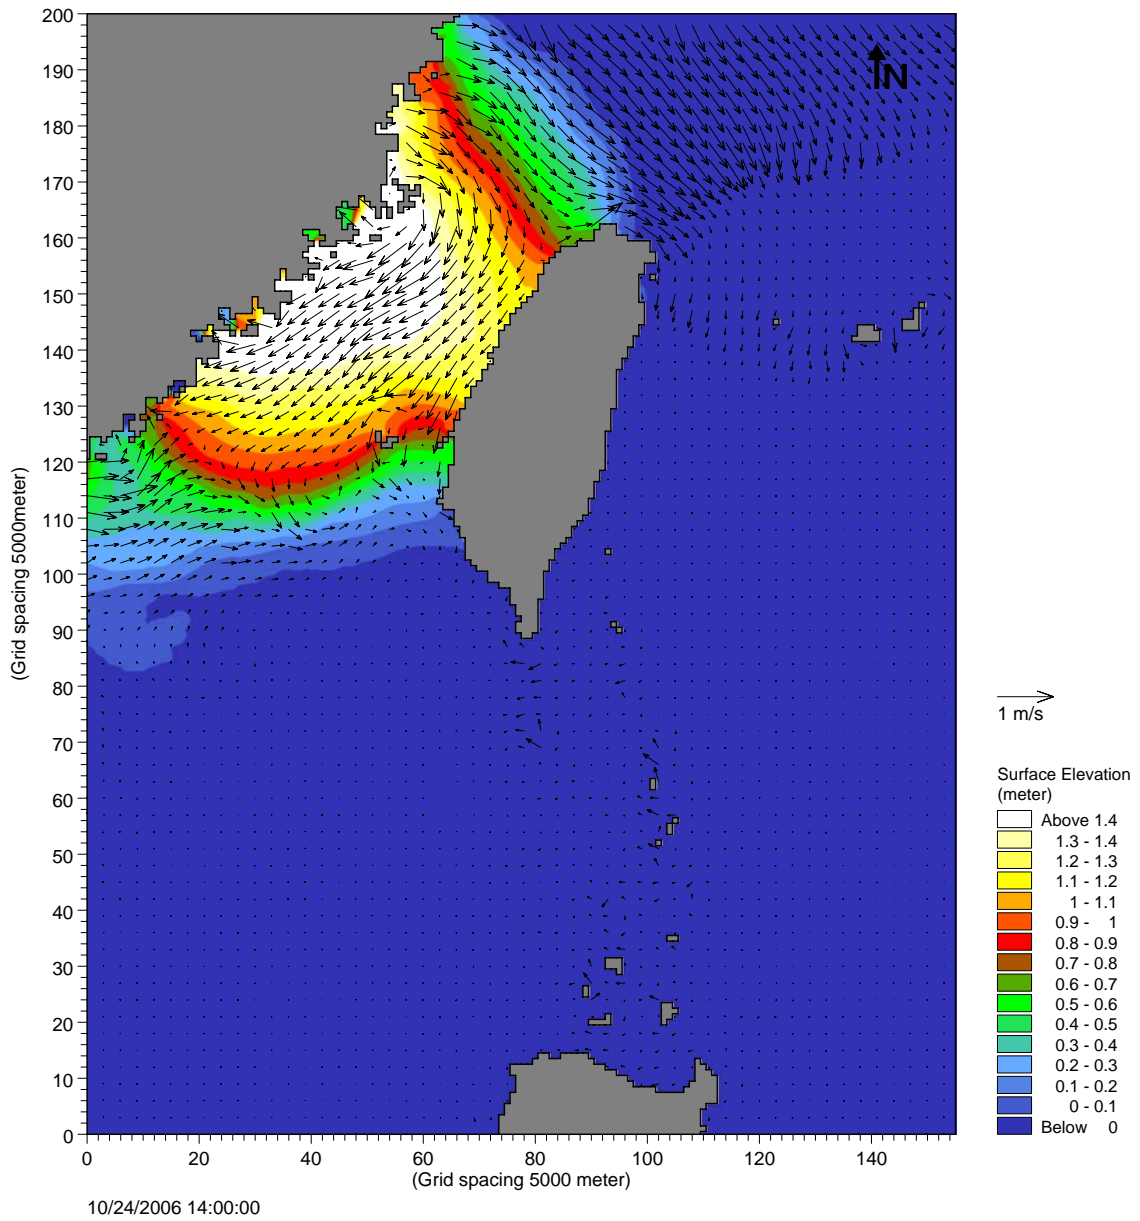 200
190
180
170
160
150
140
130
120
110
100
90
80
70
60
50
40
30
20
10
0
(Grid spacing 5000meter)
N
0 20 40 60 80 100 120 140
(Grid spacing 5000 meter)
10/24/2006 14:00:00
1 m/s
Surface Elevation
(meter)
Above 1.4
1.3 - 1.4
1.2 - 1.3
1.1 - 1.2
1 - 1.1
0.9 - 1
0.8 - 0.9
0.7 - 0.8
0.6 - 0.7
0.5 - 0.6
0.4 - 0.5
0.3 - 0.4
0.2 - 0.3
0.1 - 0.2
0 - 0.1
Below 0